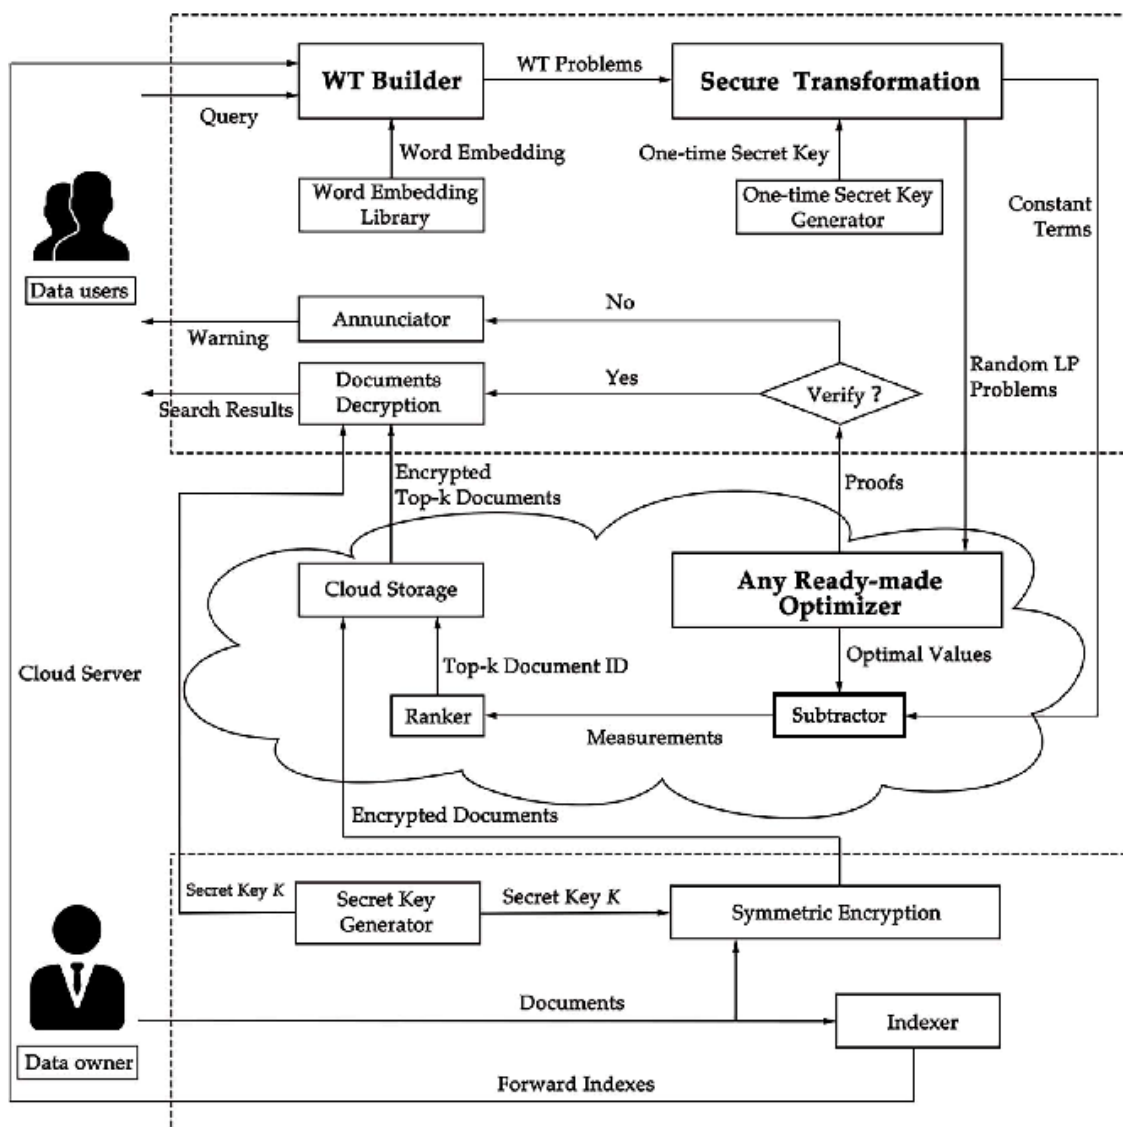 WT Builder
WT Problems
Secure Transformation
Query
Word Embedding
One-time Secret Key
Word Embedding
Library
One-time Secret Key
Generator
Constant
Terms
Data users
Annunciator
No
Warning
Documents
Decryption
Yes
Verify ?
Random LP
Problems
Search Results
Encrypted
Top-k Documents
Proofs
Cloud Storage
Any Ready-made
Optimizer
Cloud Server
Top-k Document ID
Optimal Values
Ranker
Measurements
Subtractor
Encrypted Documents
Secret Key K
Secret Key
Generator
Secret Key K
Symmetric Encryption
Documents
Indexer
Data owner
Forward Indexes